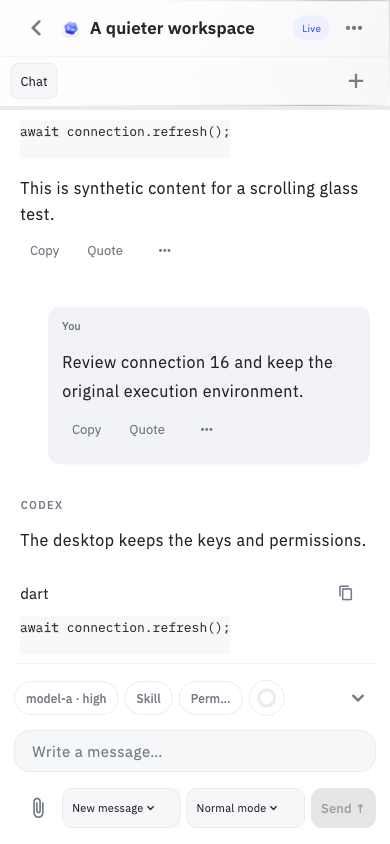 A quieter workspace
Live
Chat
await connection.refresh();
This is synthetic content for a scrolling glass
test.
Copy Quote
You
Review connection 16 and keep the
original execution environment.
Copy Quote
CODEX
The desktop keeps the keys and permissions.
dart
await connection.refresh();
model-a · high Skill Perm...
Write a message...
New message Normal mode Send ↑